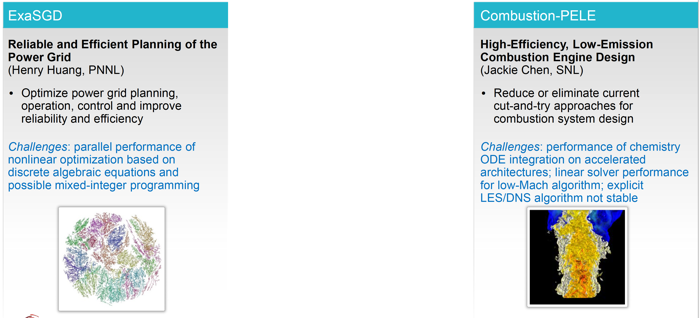 ExaSGD
Reliable and Efficient Planning of the
Power Grid
(Henry Huang, PNNL)
• Optimize power grid planning,
operation, control and improve
reliability and efficiency
Challenges: parallel performance of
nonlinear optimization based on
discrete algebraic equations and
possible mixed-integer programming
Combustion-PELE
High-Efficiency, Low-Emission
Combustion Engine Design
(Jackie Chen, SNL)
• Reduce or eliminate current
cut-and-try approaches for
combustion system design
Challenges: performance of chemistry
ODE integration on accelerated
architectures; linear solver performance
for low-Mach algorithm; explicit
LES/DNS algorithm not stable